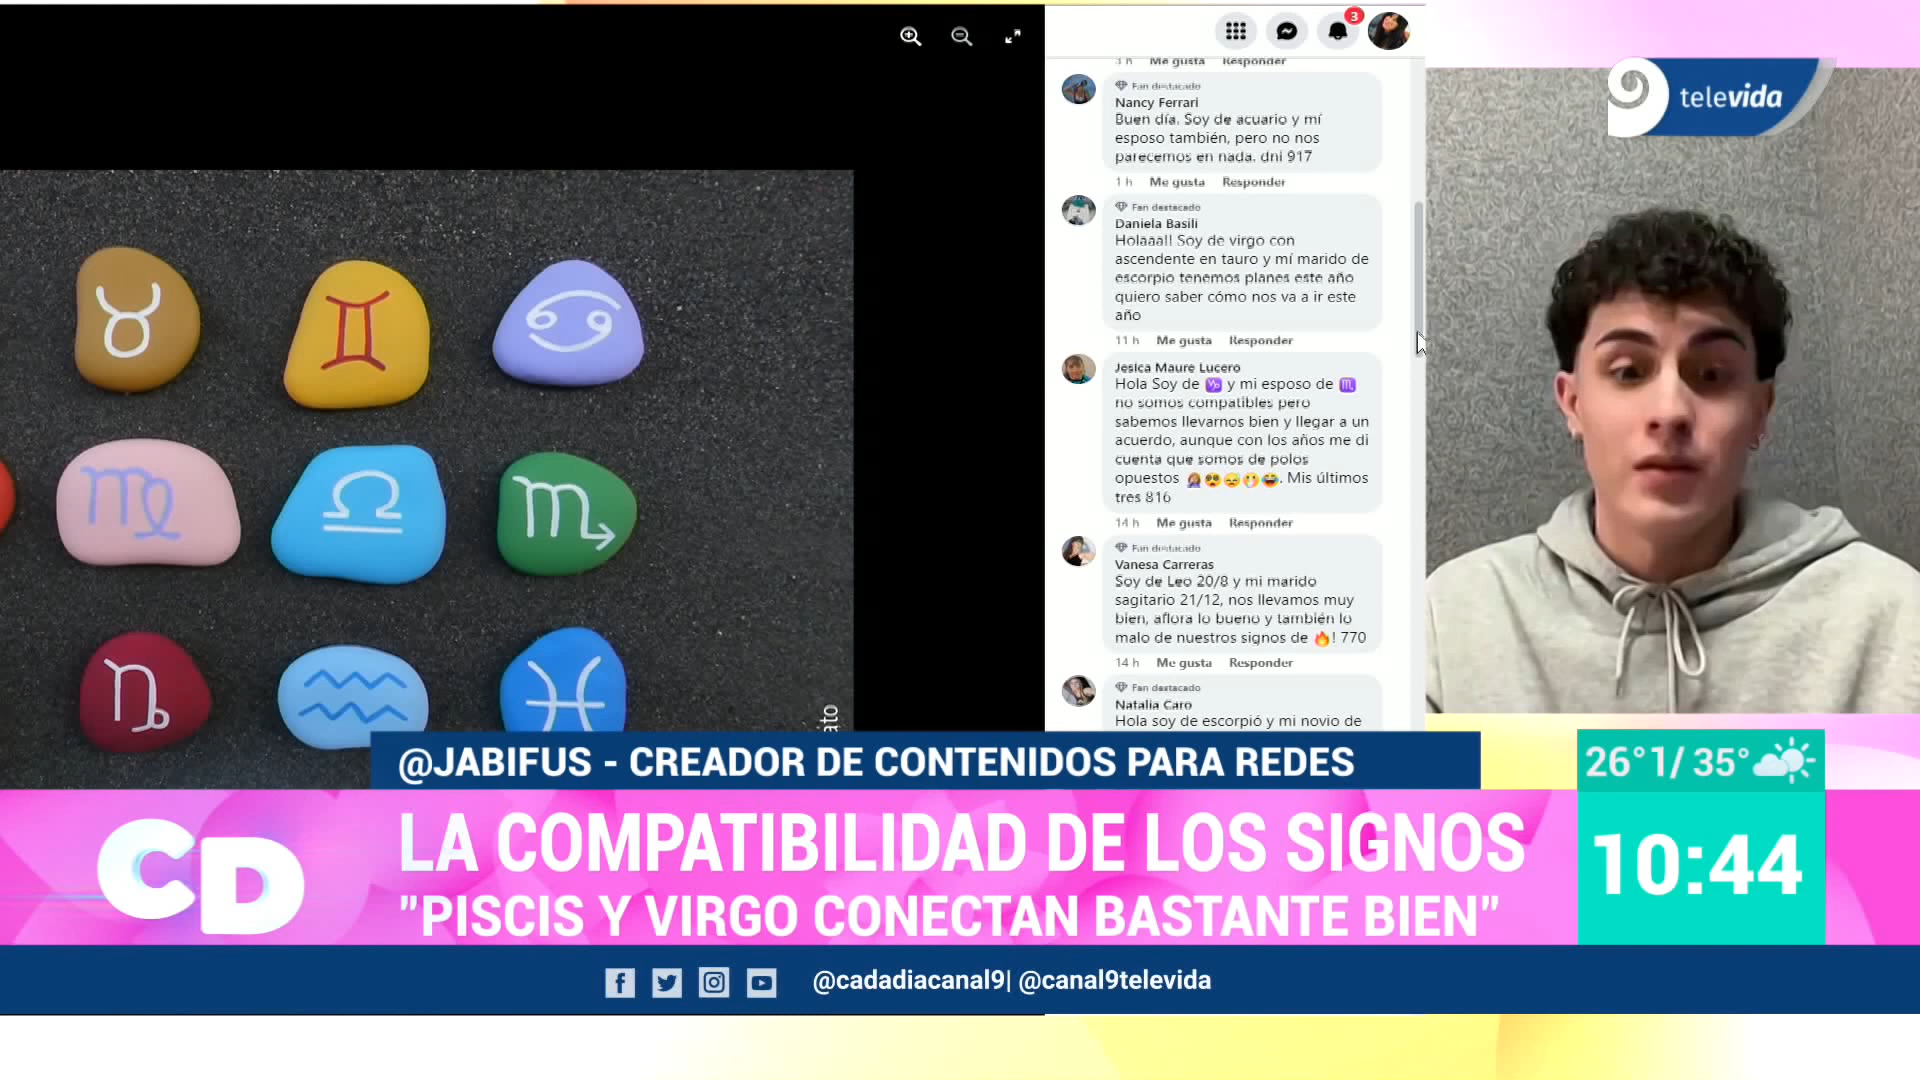 3
3 h Me gusta Responder
Fan destacado
Nancy Ferrari
Buen día. Soy de acuario y mí
esposo también, pero no nos
parecemos en nada. dni 917
1 h Me gusta Responder
Fan destacado
Daniela Basili
Holaaa!! Soy de virgo con
ascendente en tauro y mí marido de
escorpio tenemos planes este año
quiero saber cómo nos va a ir este
año
11 h Me gusta Responder
Jesica Maure Lucero
Hola Soy de ♑ y mi esposo de ♏
no somos compatibles pero
sabemos llevarnos bien y llegar a un
acuerdo, aunque con los años me di
cuenta que somos de polos
opuestos. Mis últimos
tres 816
14 h Me gusta Responder
Fan destacado
Vanesa Carreras
Soy de Leo 20/8 y mi marido
sagitario 21/12, nos llevamos muy
bien, aflora lo bueno y también lo
malo de nuestros signos de 🔥! 770
14 h Me gusta Responder
Fan destacado
Natalia Caro
Hola soy de escorpió y mi novio de
televida
@JABIFUS - CREADOR DE CONTENIDOS PARA REDES
26°1/ 35°
CD
LA COMPATIBILIDAD DE LOS SIGNOS
"PISCIS Y VIRGO CONECTAN BASTANTE BIEN"
10:44
@cadadiacanal9| @canal9televida